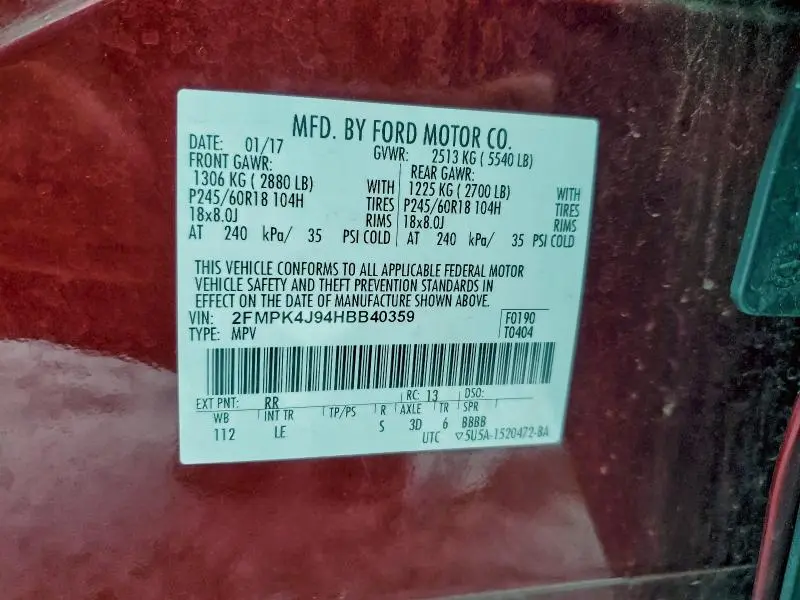 MFD. BY FORD MOTOR CO.
DATE: 01/17 GVWR: 2513 KG ( 5540 LB)
FRONT GAWR: REAR GAWR:
1306 KG ( 2880 LB) WITH 1225 KG ( 2700 LB) WITH
P245/60R18 104H TIRES P245/60R18 104H TIRES
18x8.0J RIMS 18x8.0J RIMS
AT 240 kPa/ 35 PSI COLD AT 240 kPa/ 35 PSI COLD
THIS VEHICLE CONFORMS TO ALL APPLICABLE FEDERAL MOTOR
VEHICLE SAFETY AND THEFT PREVENTION STANDARDS IN
EFFECT ON THE DATE OF MANUFACTURE SHOWN ABOVE.
VIN: 2FMPK4J94HBB40359 F0190
TYPE: MPV T0404
EXT PNT: RR RC: 13 DSO:
WB INT TR TP/PS R AXLE TR SPR
112 LE S 3D 6 BBBB
UTC ▽5U5A-1520472-BA